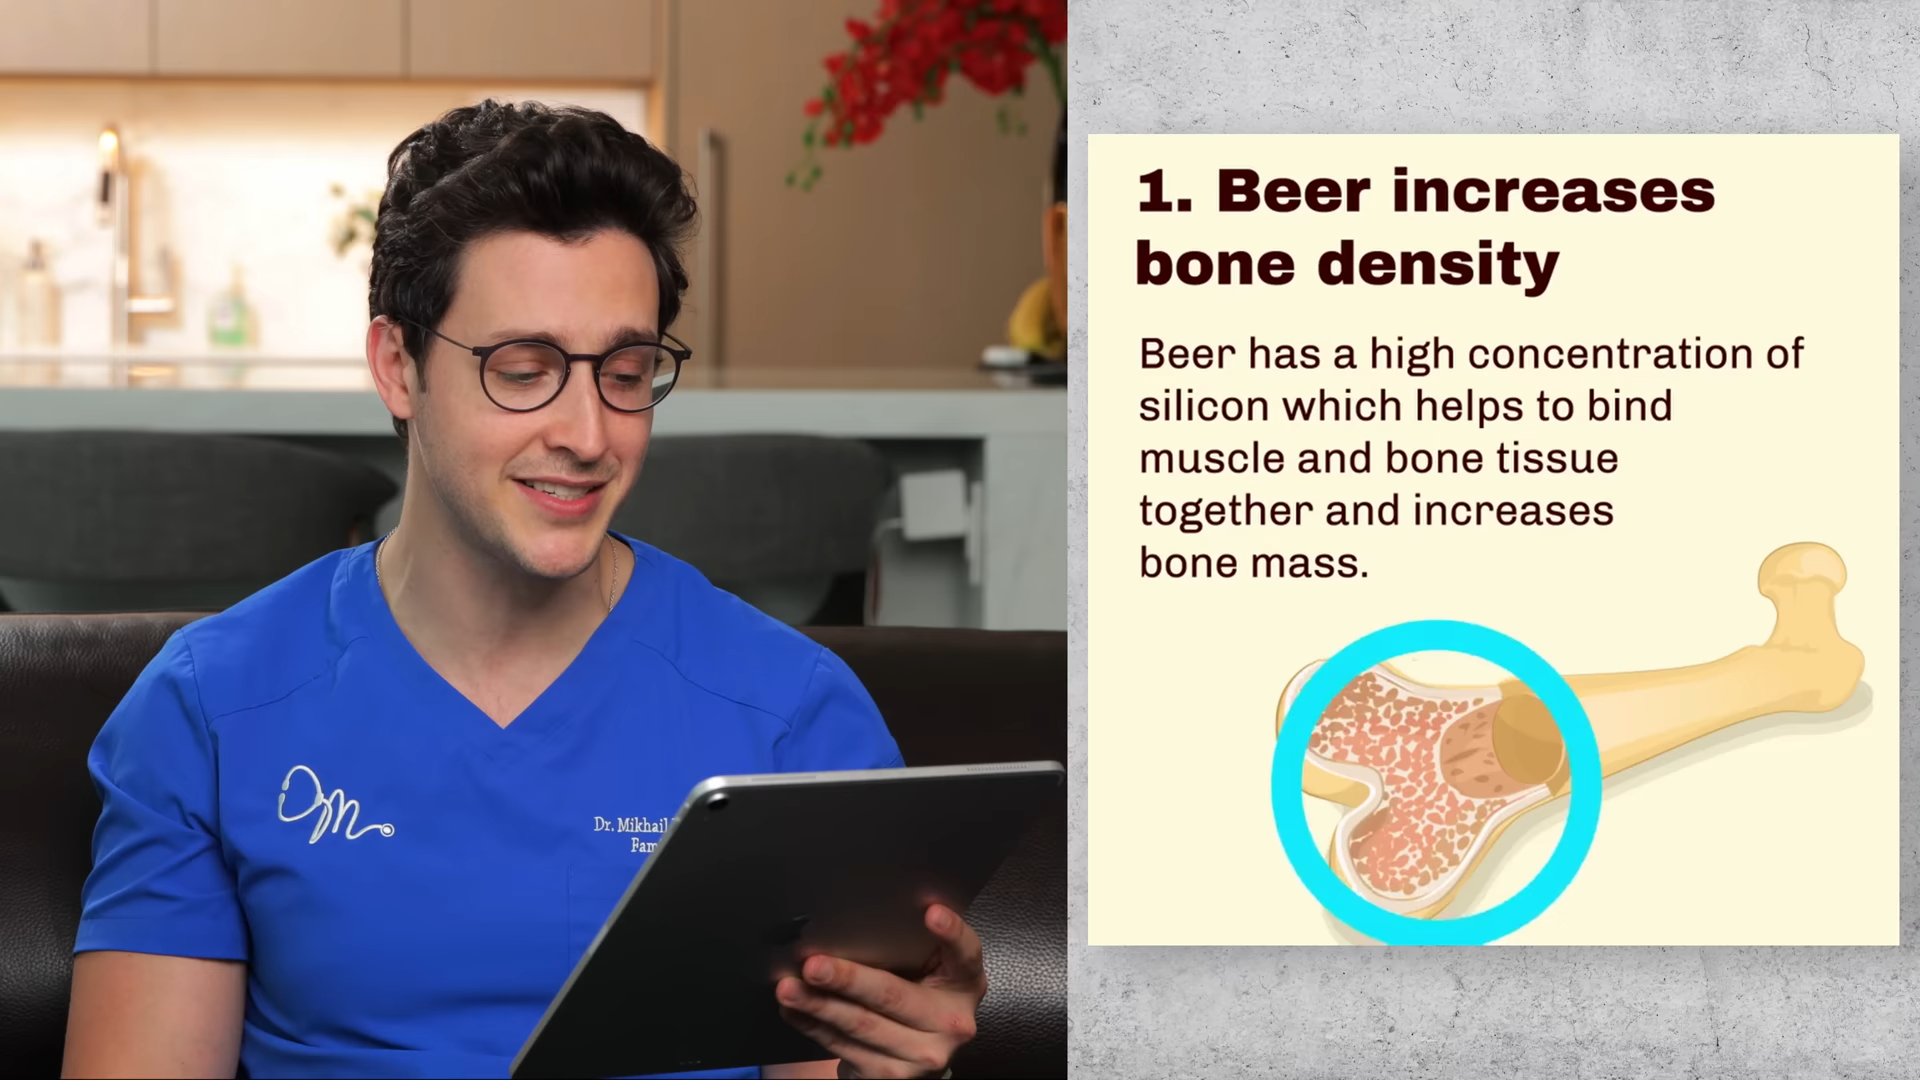 Dr. Mikhail
Fam
1. Beer increases
bone density
Beer has a high concentration of
silicon which helps to bind
muscle and bone tissue
together and increases
bone mass.